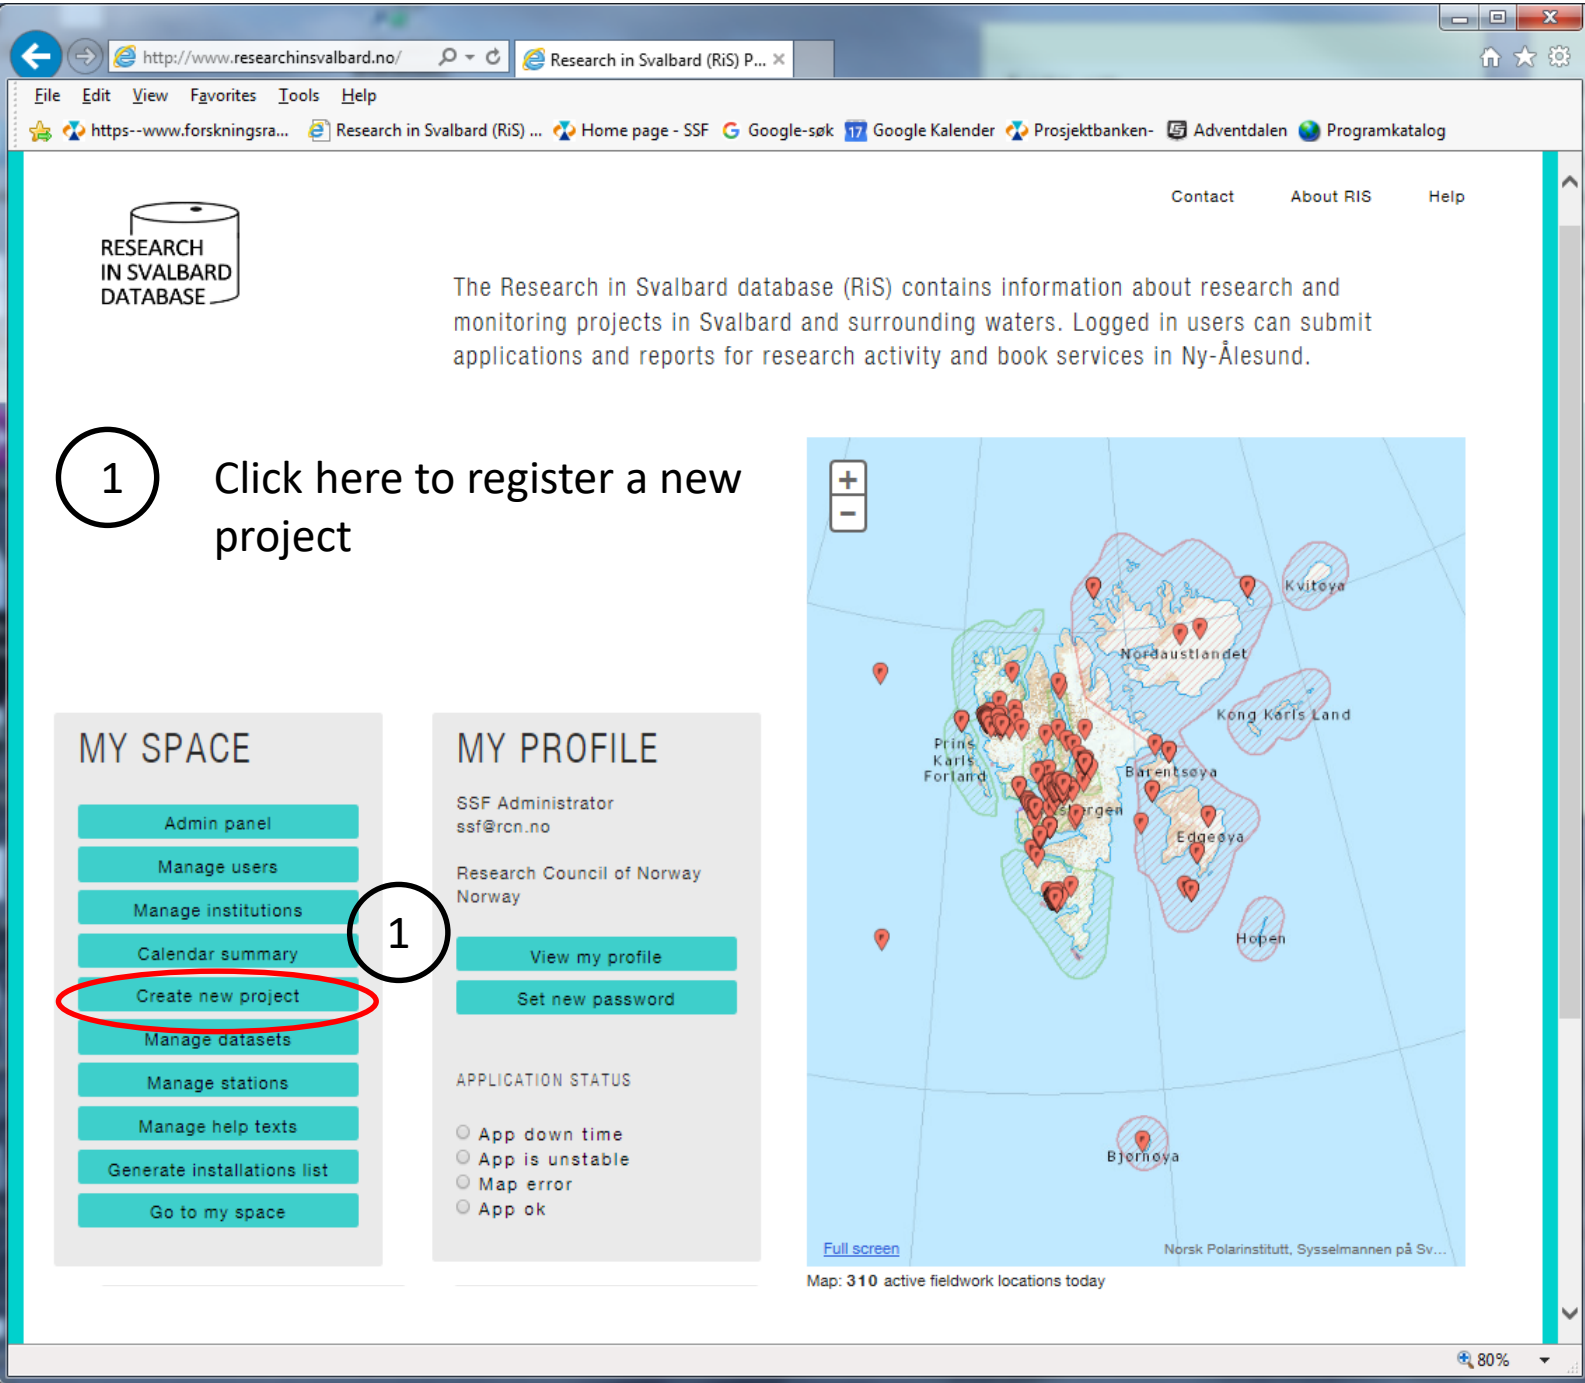 http://www.researchinsvalbard.no/
Research in Svalbard (RiS) P...
File Edit View Favorites Tools Help
https--www.forskningsra... Research in Svalbard (RiS) ... Home page - SSF Google-søk 17 Google Kalender Prosjektbanken- Adventdalen Programkatalog
Contact About RIS Help
RESEARCH
IN SVALBARD
DATABASE
The Research in Svalbard database (RiS) contains information about research and
monitoring projects in Svalbard and surrounding waters. Logged in users can submit
applications and reports for research activity and book services in Ny-Ålesund.
1 Click here to register a new
project
MY SPACE
Admin panel
Manage users
Manage institutions
Calendar summary
Create new project
Manage datasets
Manage stations
Manage help texts
Generate installations list
Go to my space
1
MY PROFILE
SSF Administrator
ssf@rcn.no
Research Council of Norway
Norway
View my profile
Set new password
APPLICATION STATUS
App down time
App is unstable
Map error
App ok
+
−
Kvitøya
Nordaustlandet
Kong Karls Land
Prins
Karls
Forland
Barentsøya
Edgeøya
Hopen
Bjørnøya
Full screen
Norsk Polarinstitutt, Sysselmannen på Sv...
Map: 310 active fieldwork locations today
80%